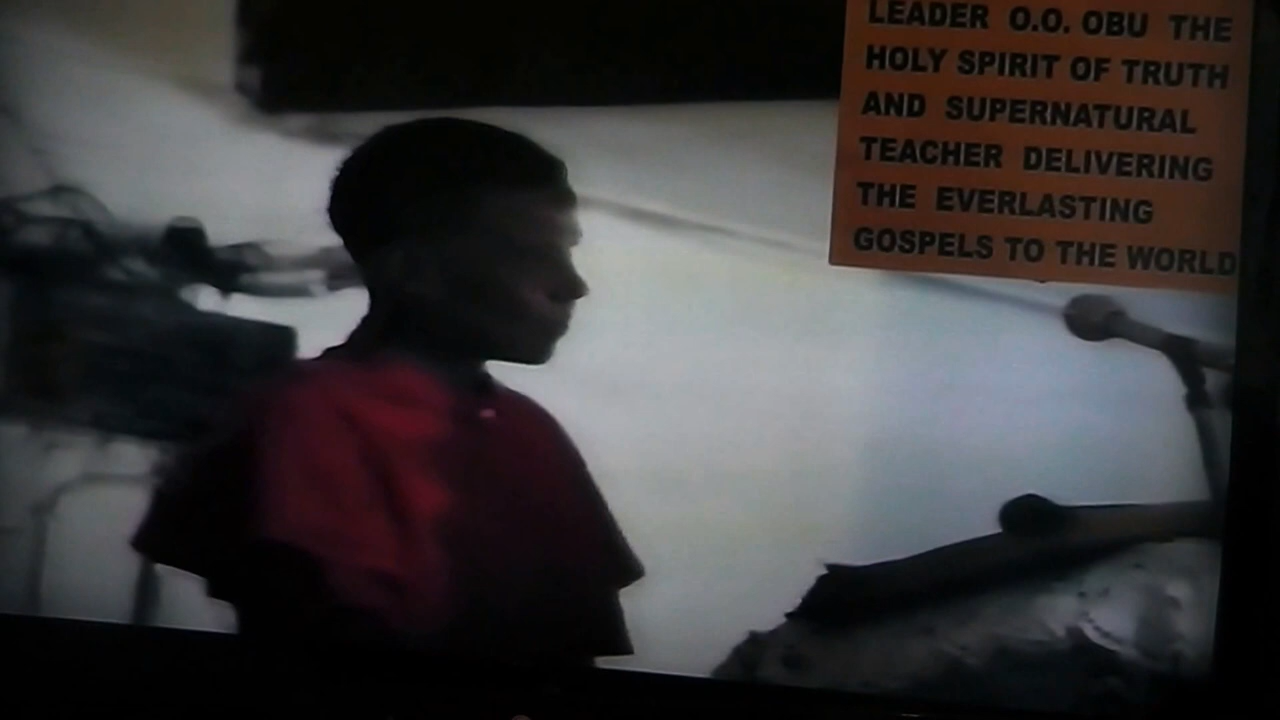 LEADER O.O. OBU THE
HOLY SPIRIT OF TRUTH
AND SUPERNATURAL
TEACHER DELIVERING
THE EVERLASTING
GOSPELS TO THE WORLD